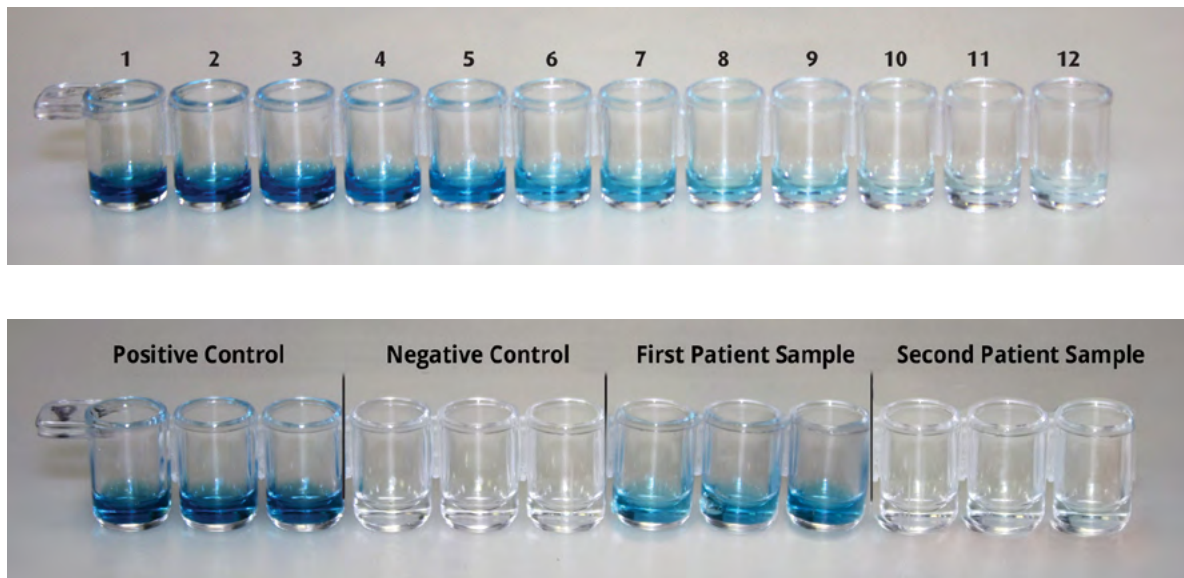 1 2 3 4 5 6 7 8 9 10 11 12
Positive Control Negative Control First Patient Sample Second Patient Sample